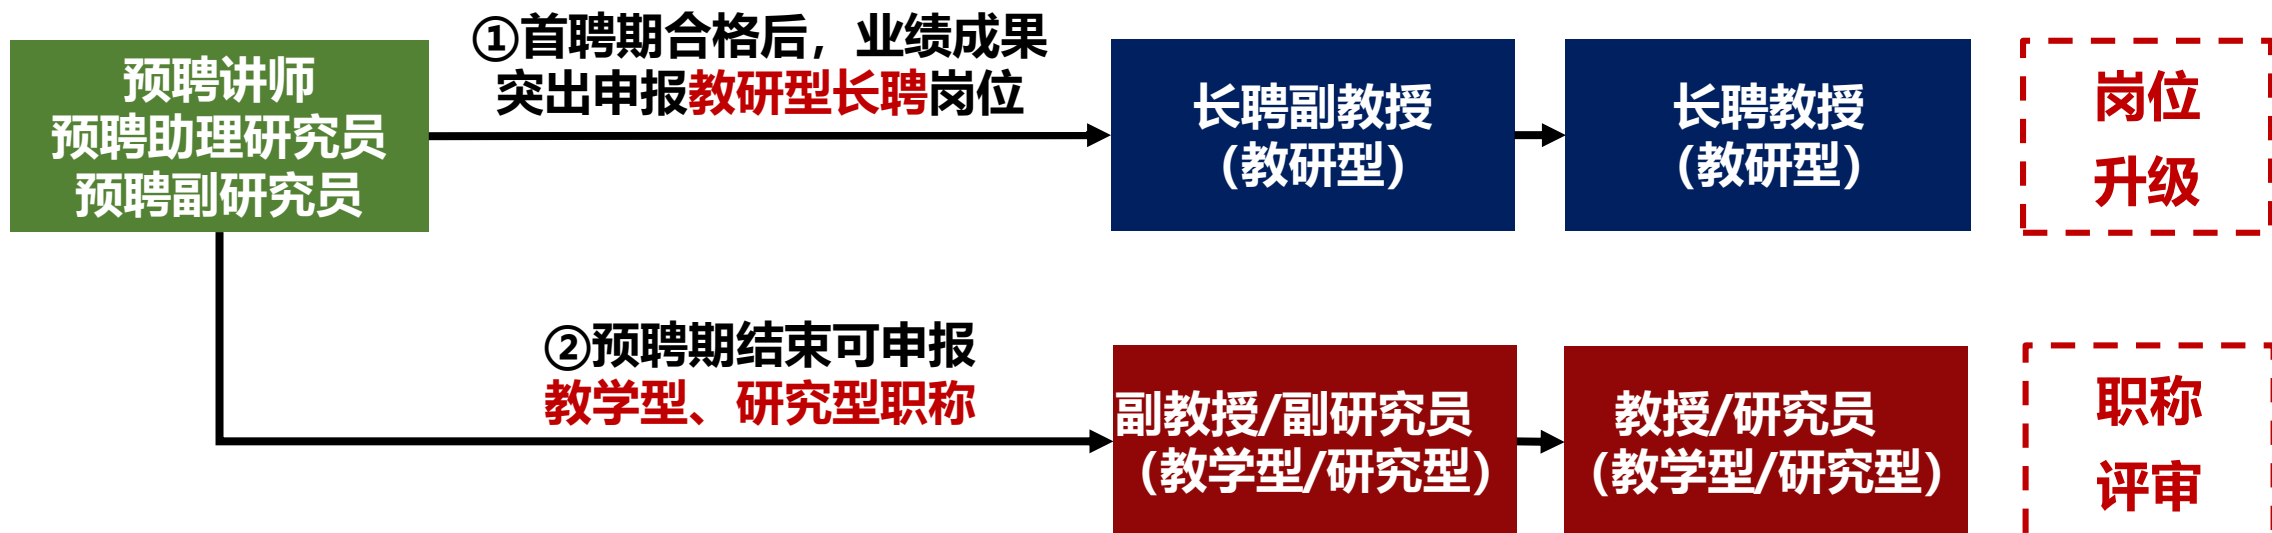 预聘讲师
预聘助理研究员
预聘副研究员
①首聘期合格后，业绩成果
突出申报教研型长聘岗位
长聘副教授
（教研型）
长聘教授
（教研型）
岗位
升级
②预聘期结束可申报
教学型、研究型职称
副教授/副研究员
（教学型/研究型）
教授/研究员
（教学型/研究型）
职称
评审